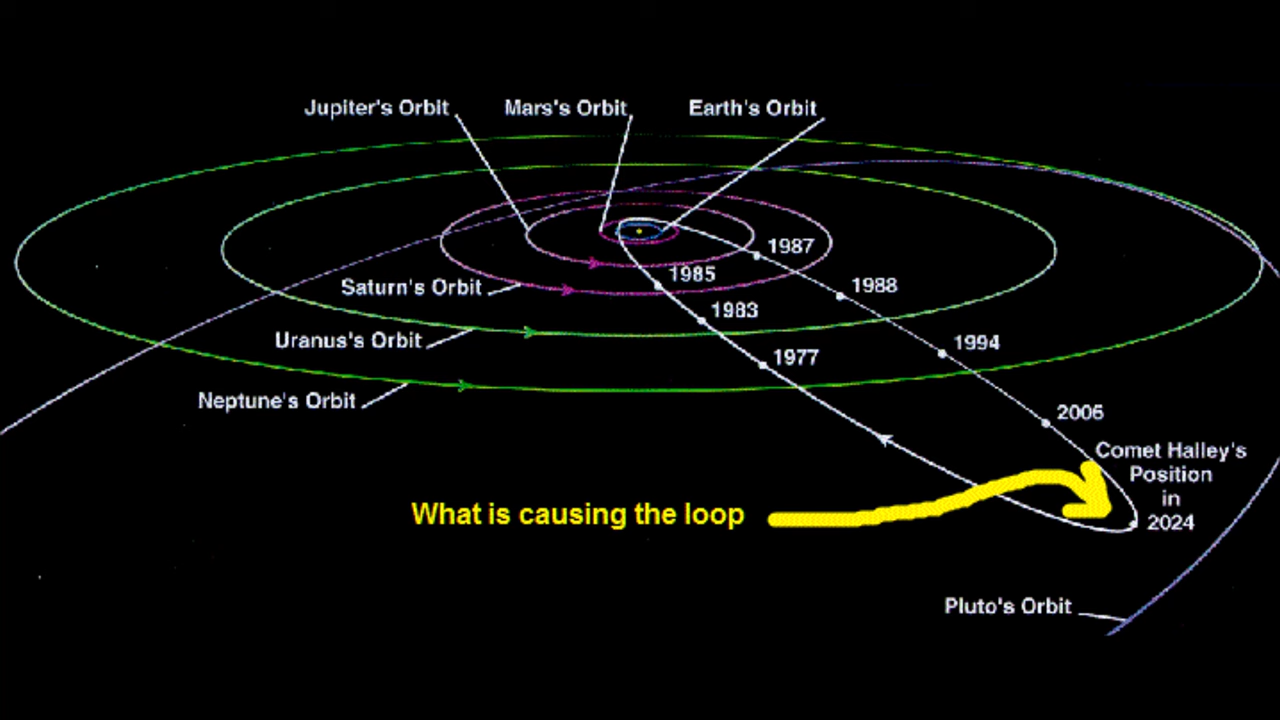 Jupiter's Orbit
Mars's Orbit
Earth's Orbit
1987
1985
1988
Saturn's Orbit
1983
Uranus's Orbit
1994
1977
Neptune's Orbit
2006
Comet Halley's
Position
in
2024
What is causing the loop
Pluto's Orbit